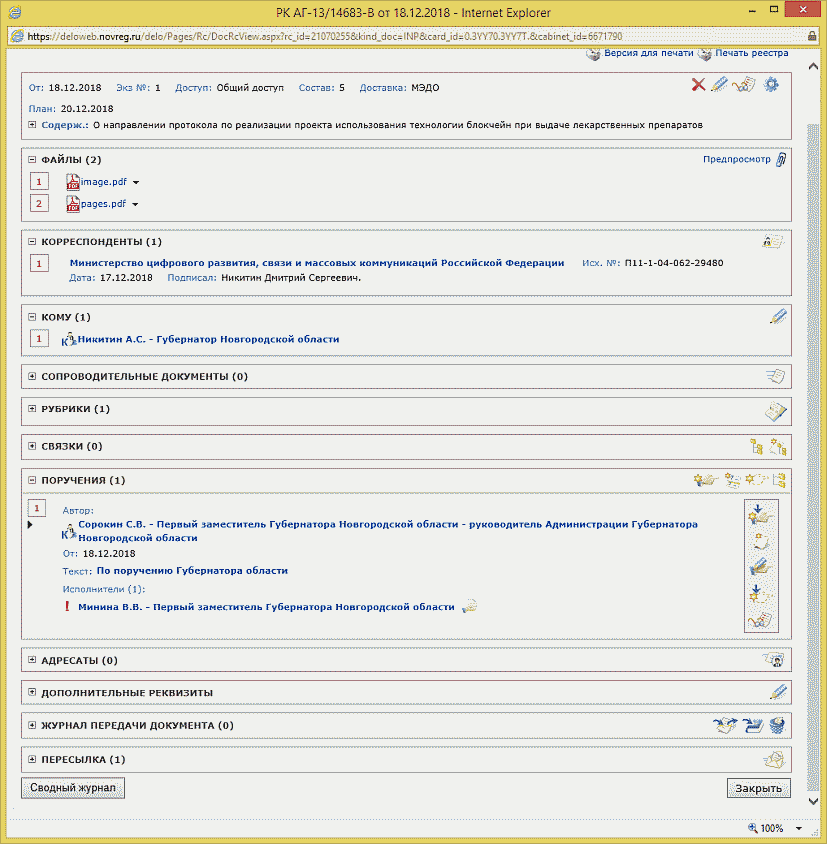 РК АГ-13/14683-В от 18.12.2018 - Internet Explorer
https://deloweb.novreg.ru/delo/Pages/Rc/DocRcView.aspx?rc_id=21070255&kind_doc=INP&card_id=0.3YY70.3YY7T.&cabinet_id=6671790
Версия для печати Печать реестра
От: 18.12.2018 Экз №: 1 Доступ: Общий доступ Состав: 5 Доставка: МЭДО
План: 20.12.2018
Содерж.: О направлении протокола по реализации проекта использования технологии блокчейн при выдаче лекарственных препаратов
ФАЙЛЫ (2) Предпросмотр
1 image.pdf
2 pages.pdf
КОРРЕСПОНДЕНТЫ (1)
1 Министерство цифрового развития, связи и массовых коммуникаций Российской Федерации Исх. №: П11-1-04-062-29480
Дата: 17.12.2018 Подписал: Никитин Дмитрий Сергеевич.
КОМУ (1)
1 К Никитин А.С. - Губернатор Новгородской области
СОПРОВОДИТЕЛЬНЫЕ ДОКУМЕНТЫ (0)
РУБРИКИ (1)
СВЯЗКИ (0)
ПОРУЧЕНИЯ (1)
1 Автор:
К Сорокин С.В. - Первый заместитель Губернатора Новгородской области - руководитель Администрации Губернатора
Новгородской области
От: 18.12.2018
Текст: По поручению Губернатора области
Исполнители (1):
! Минина В.В. - Первый заместитель Губернатора Новгородской области
АДРЕСАТЫ (0)
ДОПОЛНИТЕЛЬНЫЕ РЕКВИЗИТЫ
ЖУРНАЛ ПЕРЕДАЧИ ДОКУМЕНТА (0)
ПЕРЕСЫЛКА (1)
Сводный журнал Закрыть
100%